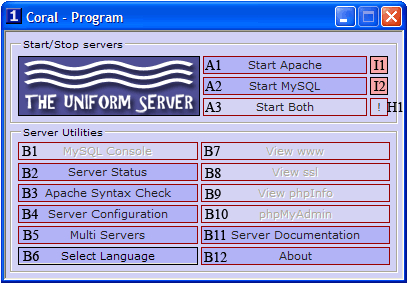 1 Coral - Program
Start/Stop servers
THE UNIFORM SERVER
A1 Start Apache I1
A2 Start MySQL I2
A3 Start Both ! H1
Server Utilities
B1 MySQL Console B7 View www
B2 Server Status B8 View ssl
B3 Apache Syntax Check B9 View phpInfo
B4 Server Configuration B10 phpMyAdmin
B5 Multi Servers B11 Server Documentation
B6 Select Language B12 About